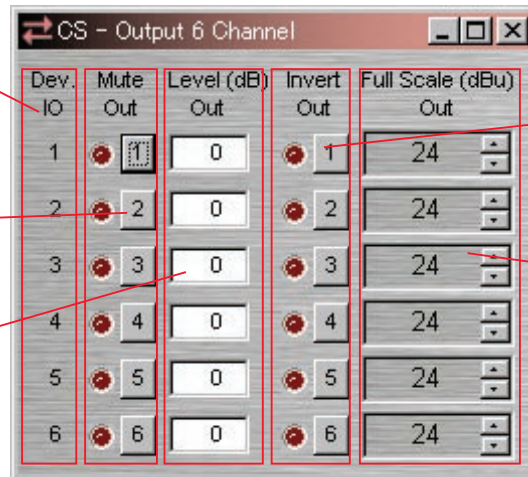 CS - Output 6 Channel
Dev. Mute Level (dB) Invert Full Scale (dBu)
IO Out Out Out Out
1 1 0 1 24
2 2 0 2 24
3 3 0 3 24
4 4 0 4 24
5 5 0 5 24
6 6 0 6 24